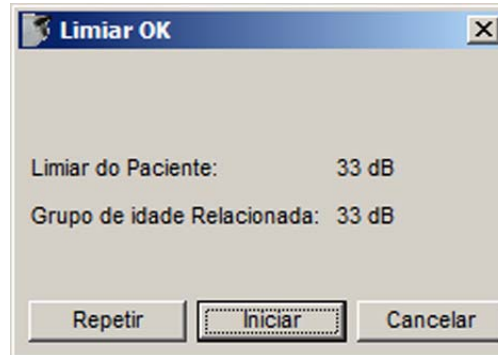 Limiar OK
Limiar do Paciente: 33 dB
Grupo de idade Relacionada: 33 dB
Repetir Iniciar Cancelar